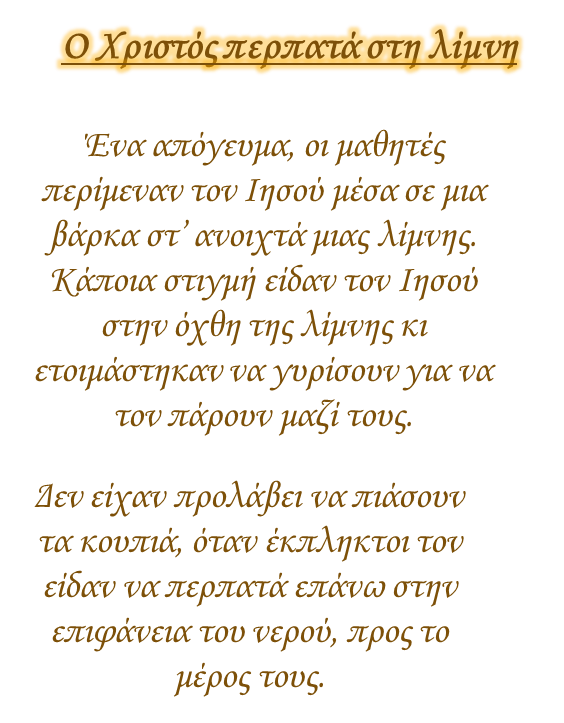 Ο Χριστός περπατά στη λίμνη
Ένα απόγευμα, οι μαθητές
περίμεναν τον Ιησού μέσα σε μια
βάρκα στ’ ανοιχτά μιας λίμνης.
Κάποια στιγμή είδαν τον Ιησού
στην όχθη της λίμνης κι
ετοιμάστηκαν να γυρίσουν για να
τον πάρουν μαζί τους.
Δεν είχαν προλάβει να πιάσουν
τα κουπιά, όταν έκπληκτοι τον
είδαν να περπατά επάνω στην
επιφάνεια του νερού, προς το
μέρος τους.